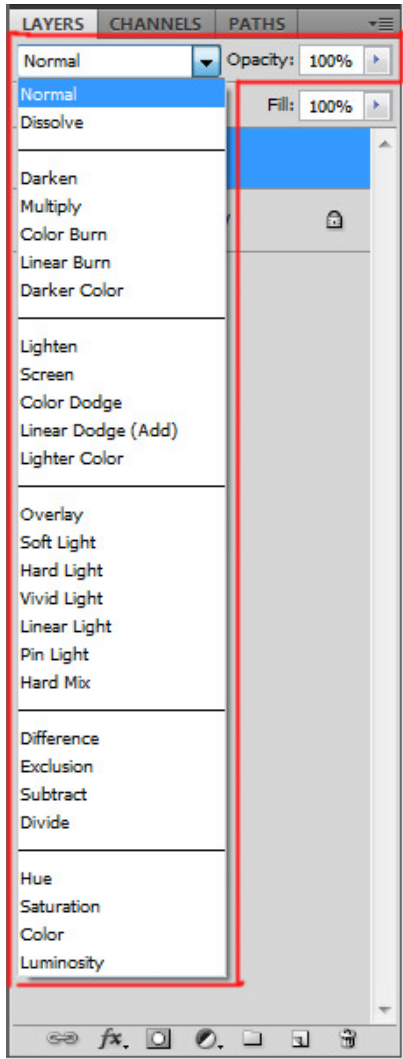 LAYERS CHANNELS PATHS
Normal Opacity: 100%
Normal Fill: 100%
Dissolve
Darken
Multiply
Color Burn
Linear Burn
Darker Color
Lighten
Screen
Color Dodge
Linear Dodge (Add)
Lighter Color
Overlay
Soft Light
Hard Light
Vivid Light
Linear Light
Pin Light
Hard Mix
Difference
Exclusion
Subtract
Divide
Hue
Saturation
Color
Luminosity
fx.